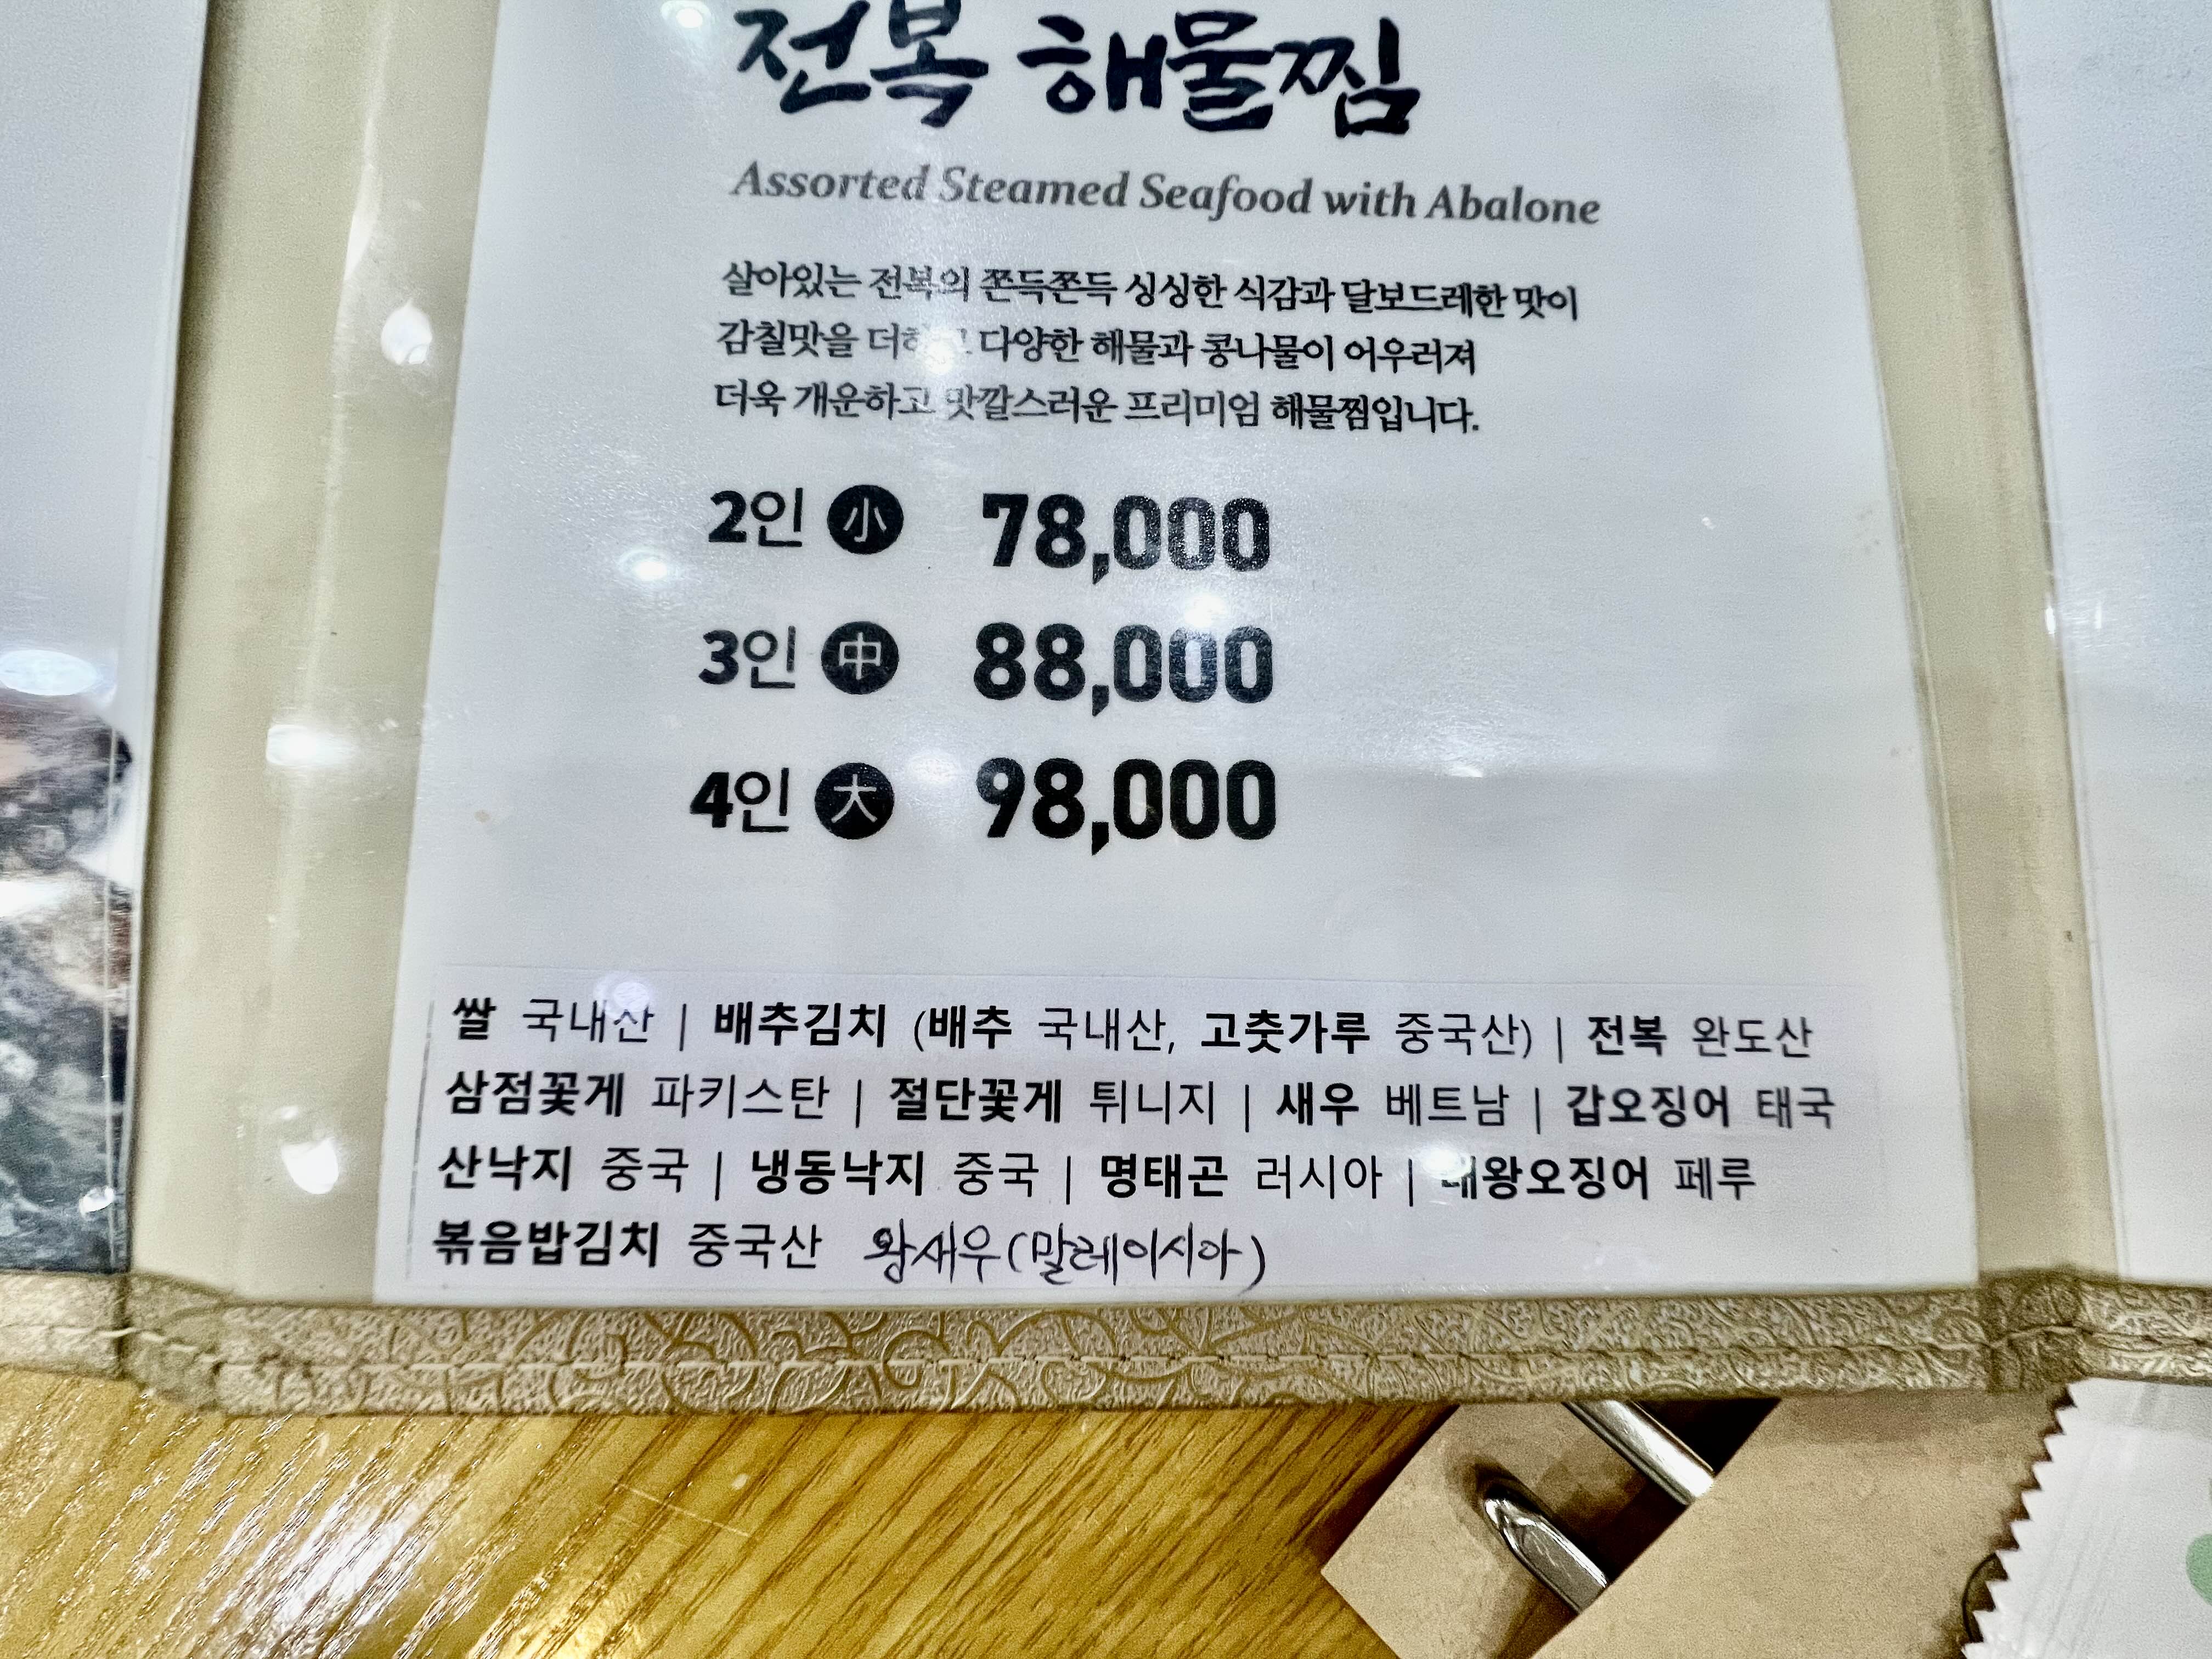 전복 해물찜
Assorted Steamed Seafood with Abalone
살아있는 전복의 쫀득쫀득 싱싱한 식감과 달보드레한 맛이
감칠맛을 더하고 다양한 해물과 콩나물이 어우러져
더욱 개운하고 맛깔스러운 프리미엄 해물찜입니다.
2인 小 78,000
3인 中 88,000
4인 大 98,000
쌀 국내산 | 배추김치 (배추 국내산, 고춧가루 중국산) | 전복 완도산
삼점꽃게 파키스탄 | 절단꽃게 튀니지 | 새우 베트남 | 갑오징어 태국
산낙지 중국 | 냉동낙지 중국 | 명태곤 러시아 | 대왕오징어 페루
볶음밥김치 중국산 왕새우(말레이시아)